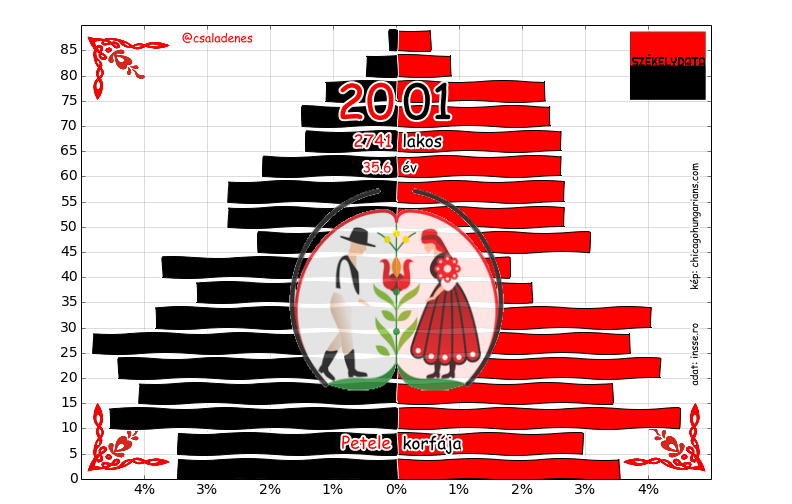 @csaladenes
SZÉKELYDATA
2001
2741 lakos
35.6 év
kép: chicagohungarians.com
adat: insse.ro
Petele korfája
85
80
75
70
65
60
55
50
45
40
35
30
25
20
15
10
5
0
4% 3% 2% 1% 0% 1% 2% 3% 4%